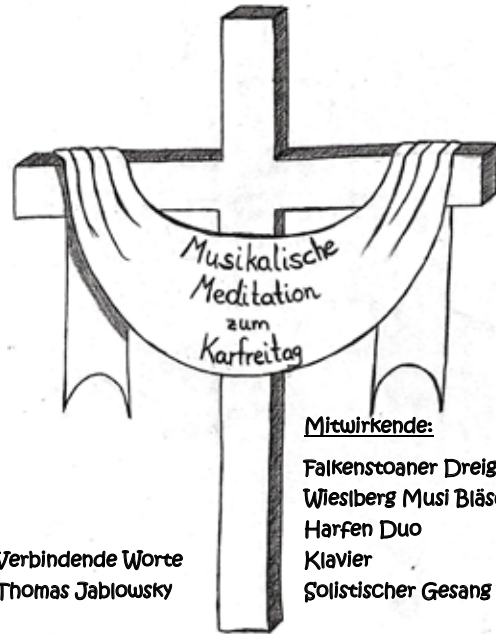 Musikalische
Meditation
zum
Karfreitag
Mitwirkende:
Falkenstoaner
Wieslberg Musi
Harfen Duo
Klavier
Solistischer Gesang
Verbindende Worte
Thomas Jablowsky